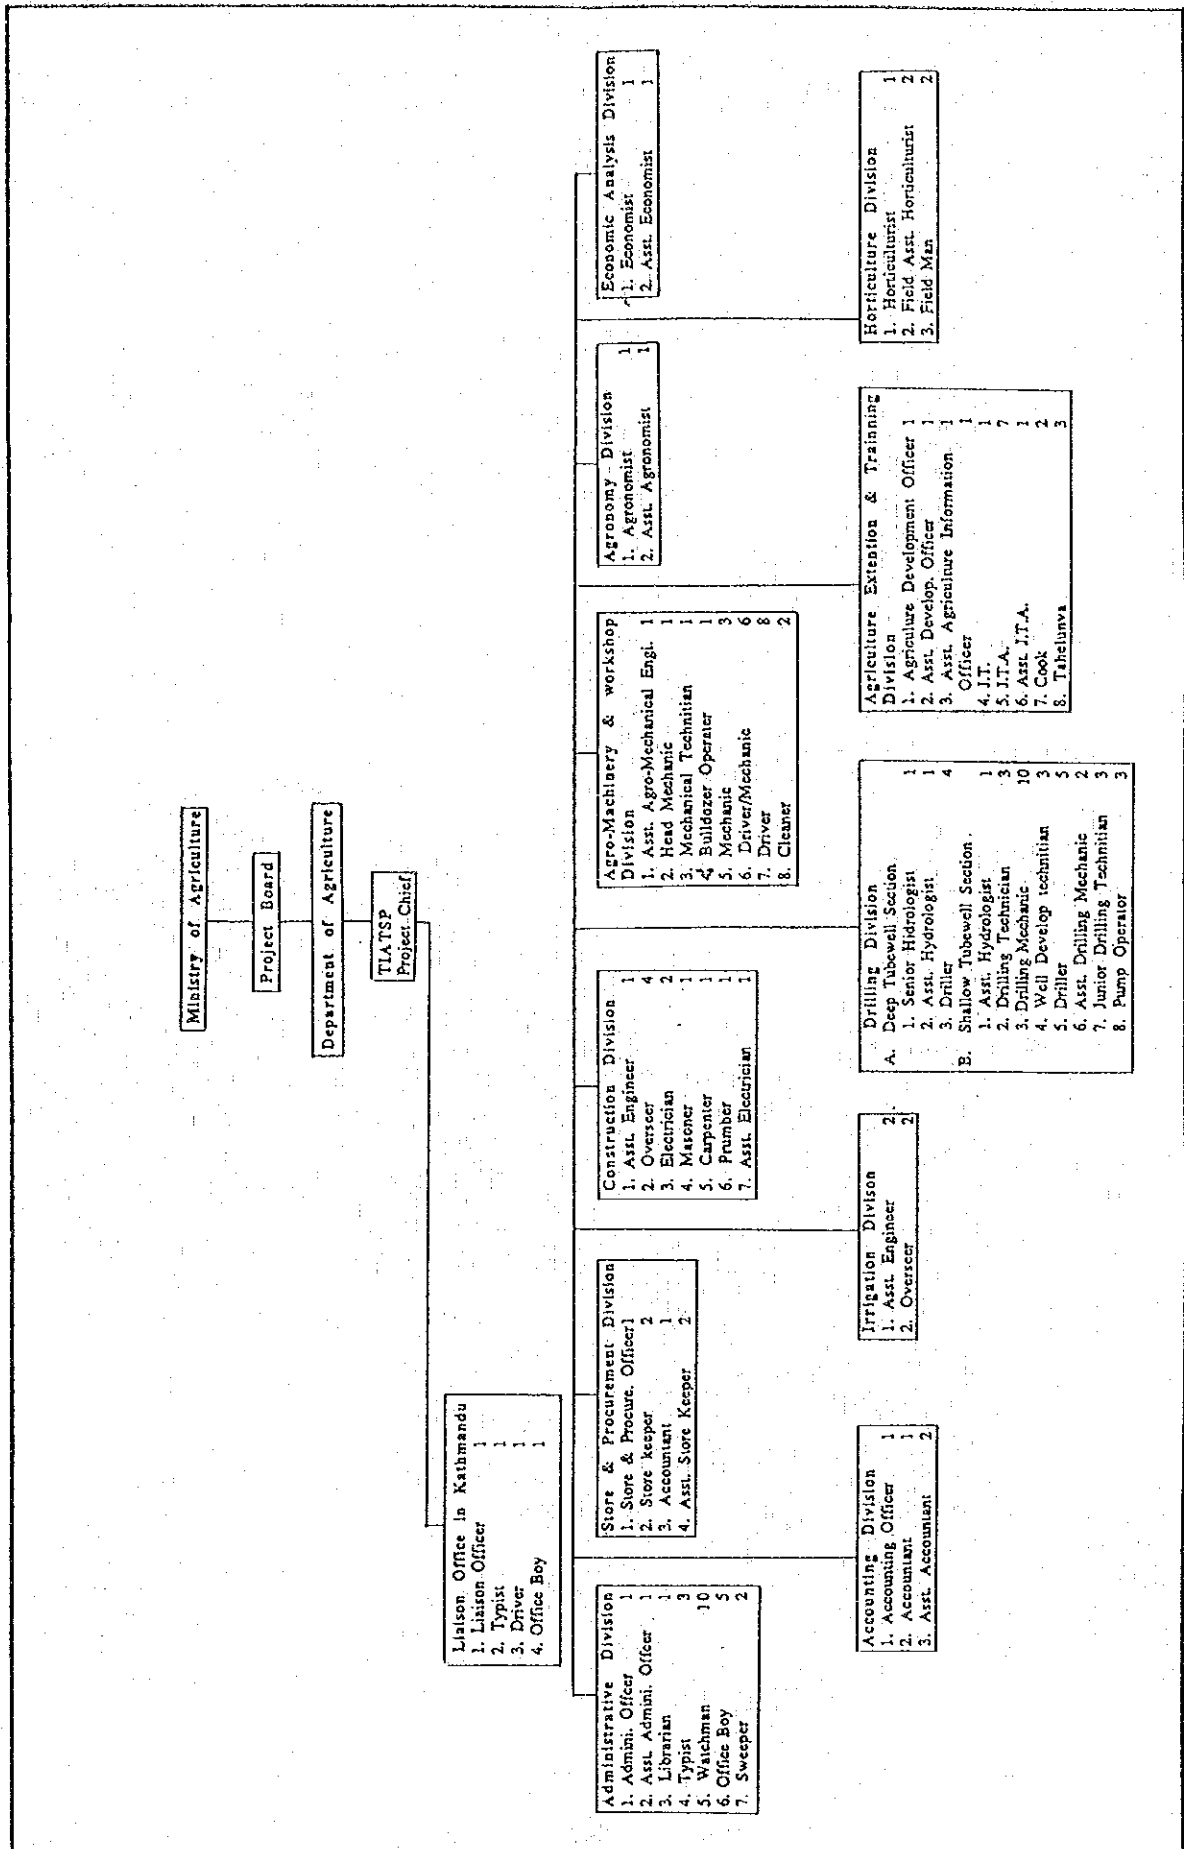 Ministry of Agriculture
Project Board
Department of Agriculture
TIATSP
Project Chief
Liaison Office in Kathmandu
1. Liaison Officer 1
2. Typist 1
3. Driver 1
4. Office Boy 1
Administrative Division
1. Admini. Offcer 1
2. Asst. Admini. Offcer 1
3. Librarian 1
4. Typist 3
5. Watchman 10
6. Office Boy 5
7. Sweeper 2
Store & Procurement Division
1. Store & Procure. Officer1
2. Store keeper 2
3. Accountant 1
4. Asst. Store Keeper 2
Construction Division
1. Asst. Engineer 1
2. Overseer 4
3. Electrician 2
4. Masoner 1
5. Carpenter 1
6. Prumber 1
7. Asst. Electrician 1
Agro-Machinery & workshop
Division
1. Asst. Agro-Mechanical Engi. 1
2. Head Mechanic 1
3. Mechanical Technitian 1
4. Bulldozer Operater 1
5. Mechanic 3
6. Driver/Mechanic 6
7. Driver 8
8. Cleaner 2
Agronomy Division
1. Agronomist 1
2. Asst. Agronomist 1
Economic Analysis Division
1. Economist 1
2. Asst. Economist 1
Accounting Division
1. Accounting Officer 1
2. Accountant 1
3. Asst. Accountant 2
Irrigation Divison
1. Asst. Engineer 2
2. Overseer 2
Drilling Division
A. Deep Tubewell Section
1. Senior Hidrologist 1
2. Asst. Hydrologist 1
3. Driller 4
B. Shallow Tubewell Section
1. Asst. Hydrologist 1
2. Drilling Technician 3
3. Drilling Mechanic 10
4. Well Develop technitian 3
5. Driller 5
6. Asst. Drilling Mechanic 2
7. Junior Drilling Technitian 3
8. Pump Operator 3
Agriculture Extention & Trainning
Division
1. Agriculure Development Officer 1
2. Asst. Develop. Officer 1
3. Asst. Agriculture Information 1
Officer 1
4. J.T. 1
5. J.T.A. 7
6. Asst. J.T.A. 1
7. Cook 2
8. Tahelunva 3
Horticulture Division
1. Horticulturist 1
2. Field Asst. Horticulturist 2
3. Field Man 2